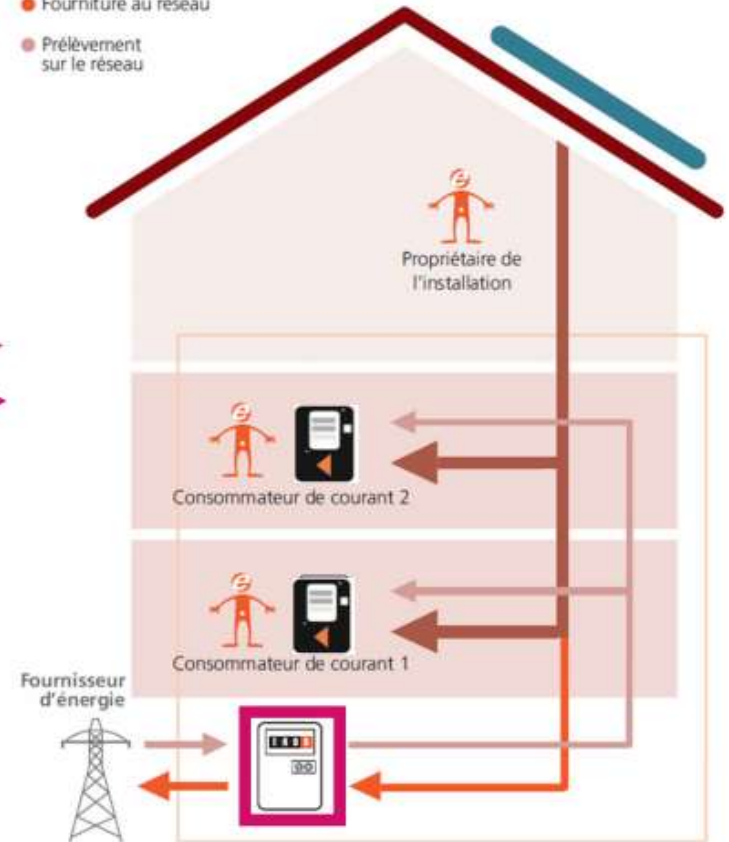 Fourniture au réseau
Prélèvement
sur le réseau
Propriétaire de
l'installation
Consommateur de courant 2
Consommateur de courant 1
Fournisseur
d'énergie